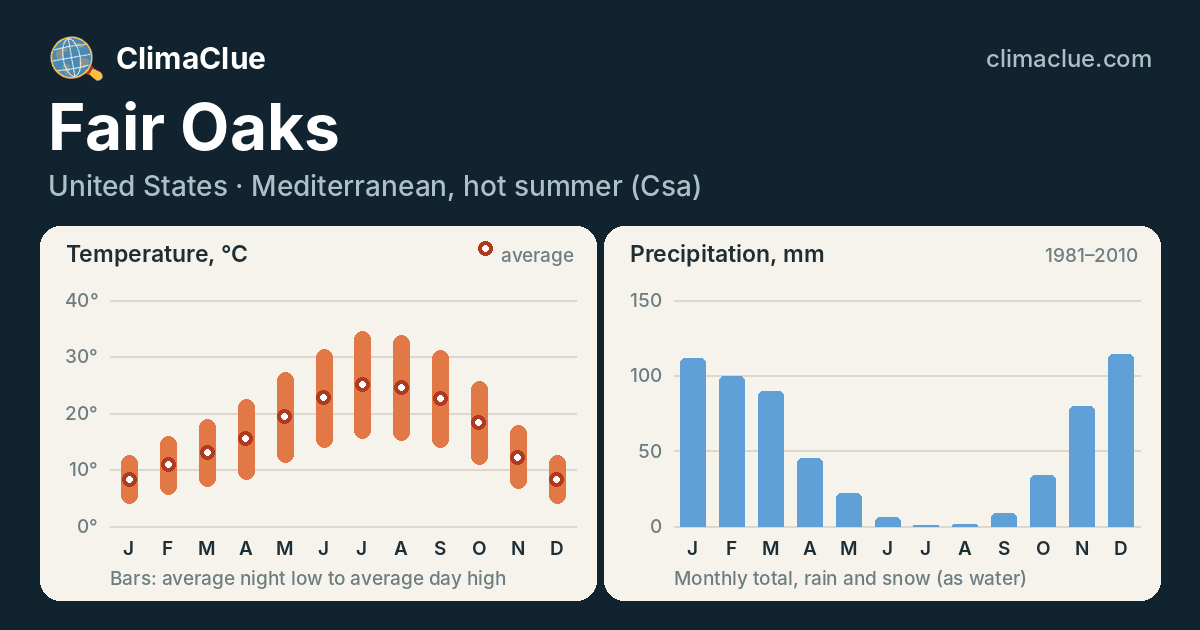 ClimaClue
climaclue.com
Fair Oaks
United States · Mediterranean, hot summer (Csa)
Temperature, °C
average
40°
30°
20°
10°
0°
J F M A M J J A S O N D
Bars: average night low to average day high
Precipitation, mm
1981–2010
150
100
50
0
J F M A M J J A S O N D
Monthly total, rain and snow (as water)